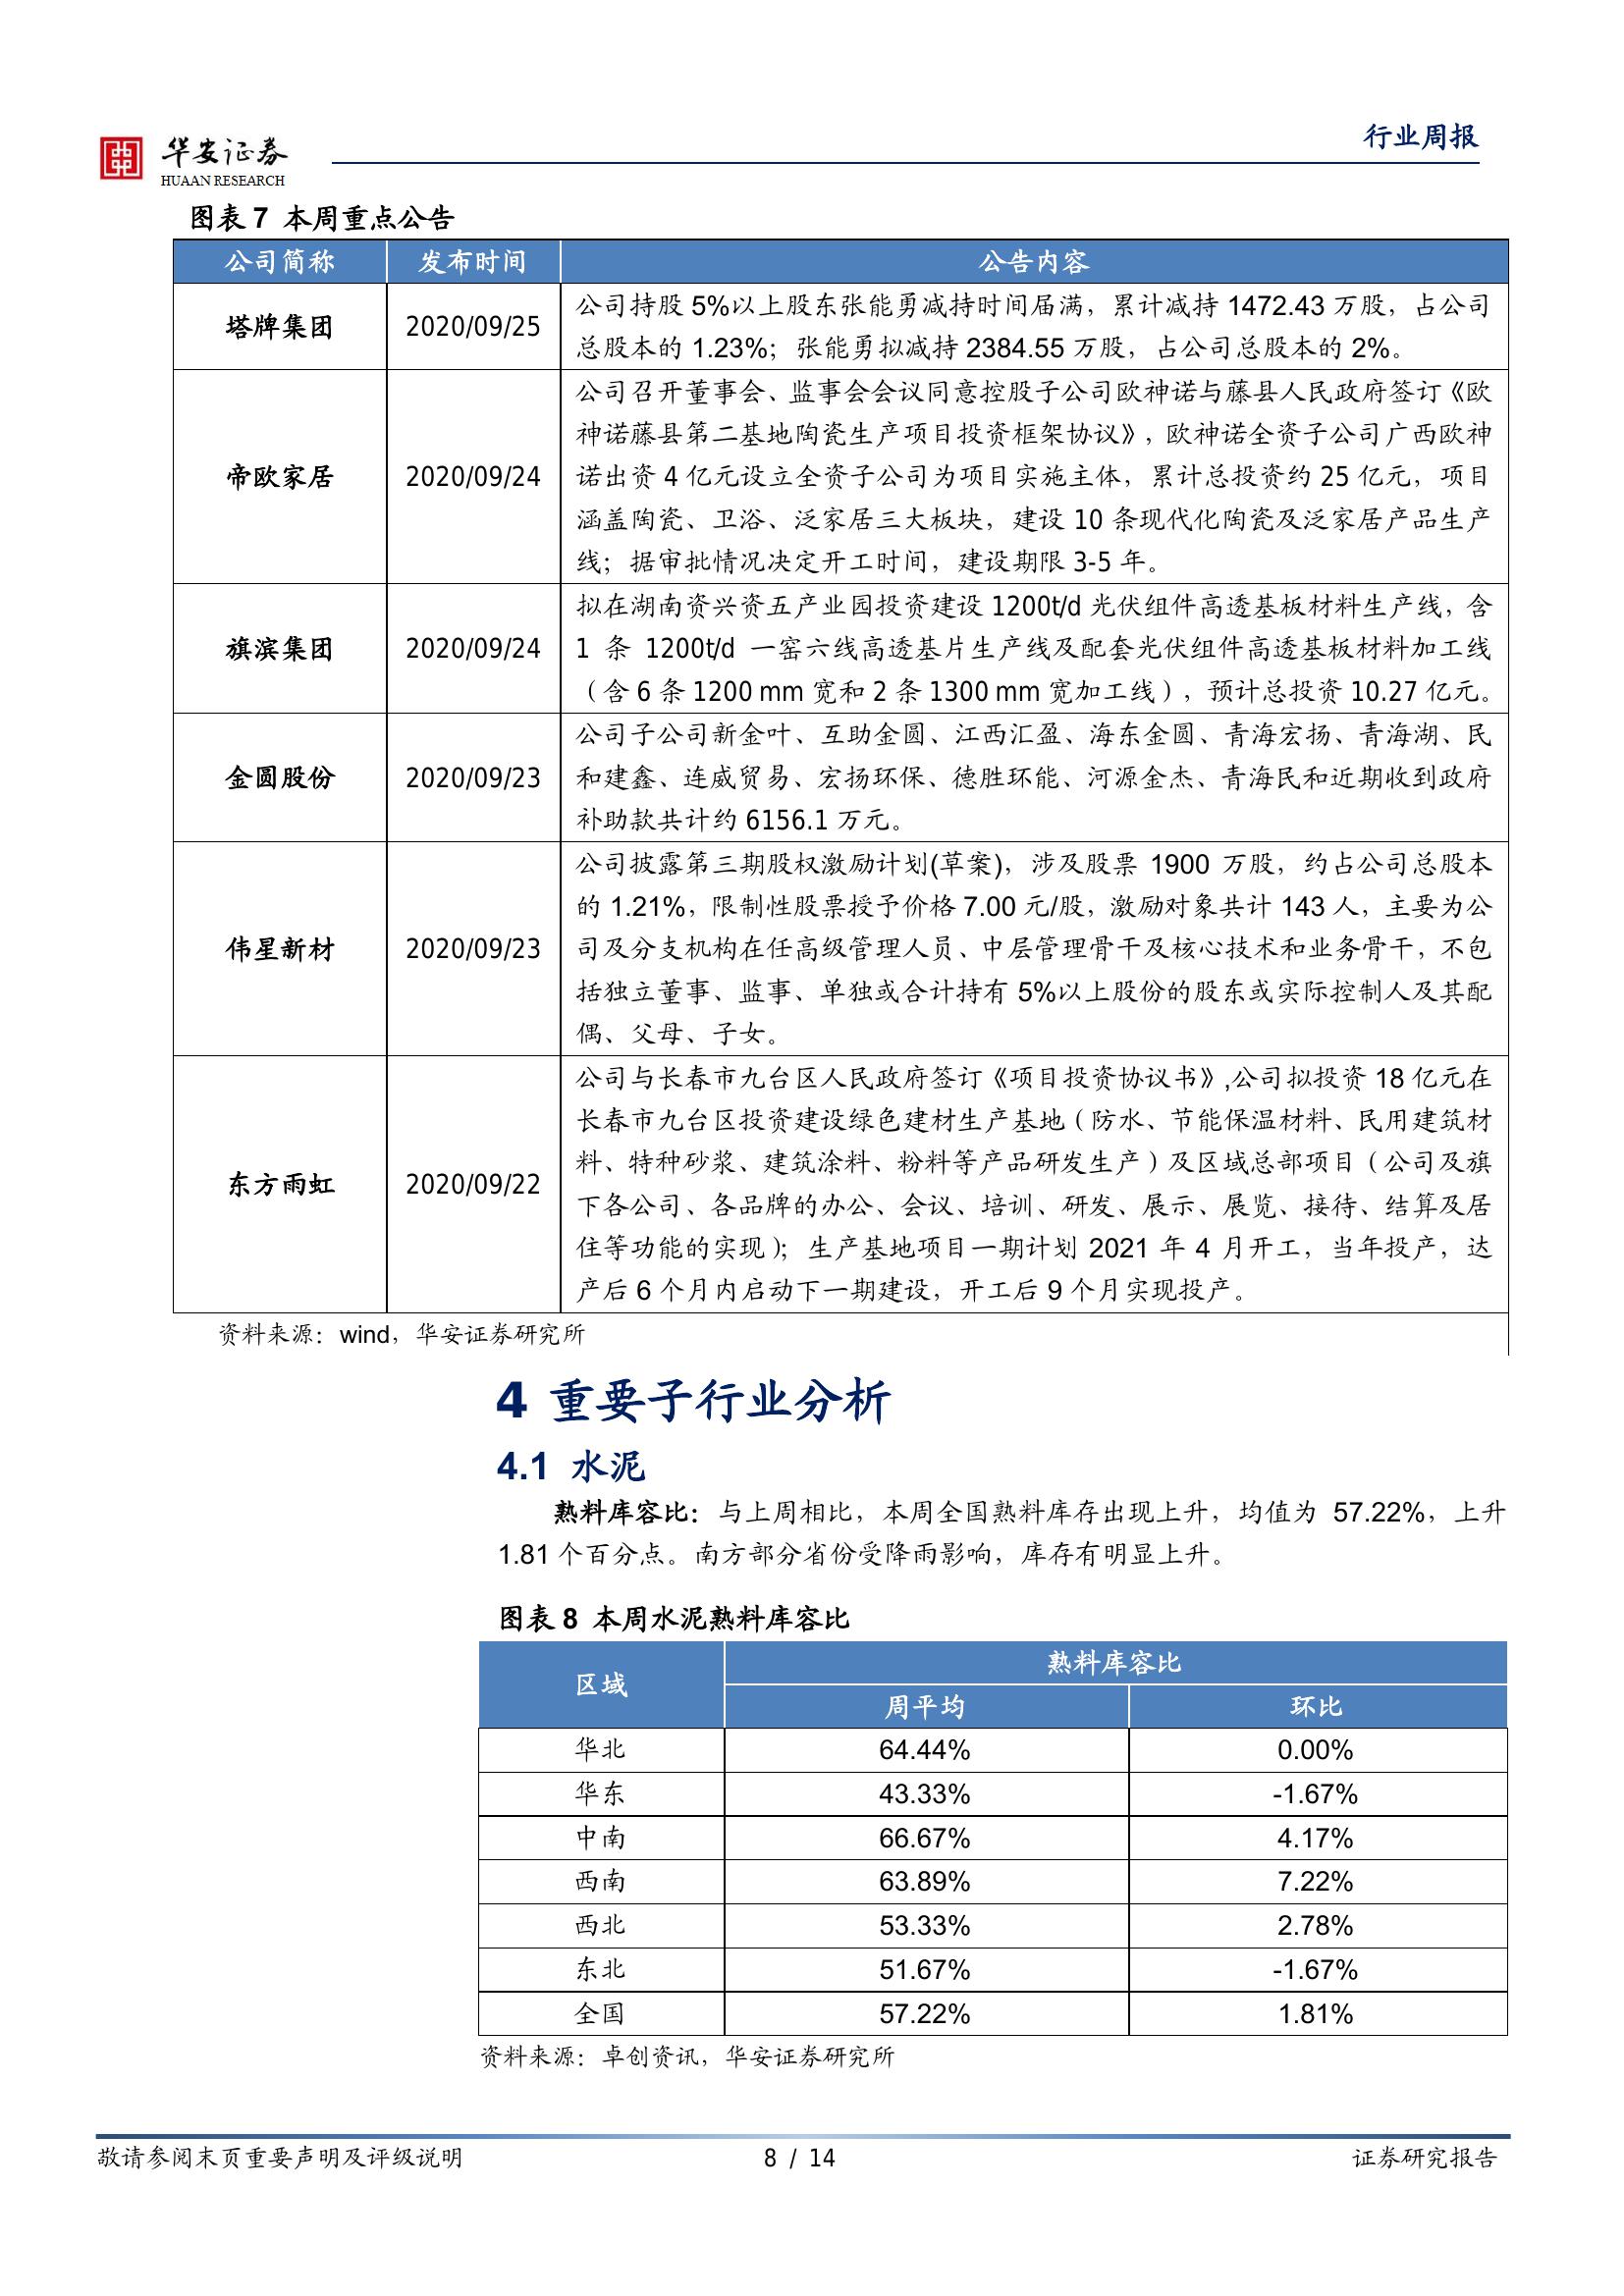 行业周报
华安证券
HUAAN RESEARCH
图表 7 本周重点公告
公司简称 发布时间 公告内容
塔牌集团 2020/09/25
公司持股 5%以上股东张能勇减持时间届满，累计减持 1472.43 万股，占公司
总股本的 1.23%；张能勇拟减持 2384.55 万股，占公司总股本的 2%。
帝欧家居 2020/09/24
公司召开董事会、监事会会议同意控股子公司欧神诺与藤县人民政府签订《欧
神诺藤县第二基地陶瓷生产项目投资框架协议》，欧神诺全资子公司广西欧神
诺出资 4 亿元设立全资子公司为项目实施主体，累计总投资约 25 亿元，项目
涵盖陶瓷、卫浴、泛家居三大板块，建设 10 条现代化陶瓷及泛家居产品生产
线；据审批情况决定开工时间，建设期限 3-5 年。
旗滨集团 2020/09/24
拟在湖南资兴资五产业园投资建设 1200t/d 光伏组件高透基板材料生产线，含
1 条 1200t/d 一窑六线高透基片生产线及配套光伏组件高透基板材料加工线
（含 6 条 1200 mm 宽和 2 条 1300 mm 宽加工线），预计总投资 10.27 亿元。
金圆股份 2020/09/23
公司子公司新金叶、互助金圆、江西汇盈、海东金圆、青海宏扬、青海湖、民
和建鑫、连威贸易、宏扬环保、德胜环能、河源金杰、青海民和近期收到政府
补助款共计约 6156.1 万元。
伟星新材 2020/09/23
公司披露第三期股权激励计划(草案)，涉及股票 1900 万股，约占公司总股本
的 1.21%，限制性股票授予价格 7.00 元/股，激励对象共计 143 人，主要为公
司及分支机构在任高级管理人员、中层管理骨干及核心技术和业务骨干，不包
括独立董事、监事、单独或合计持有 5%以上股份的股东或实际控制人及其配
偶、父母、子女。
东方雨虹 2020/09/22
公司与长春市九台区人民政府签订《项目投资协议书》,公司拟投资 18 亿元在
长春市九台区投资建设绿色建材生产基地（防水、节能保温材料、民用建筑材
料、特种砂浆、建筑涂料、粉料等产品研发生产）及区域总部项目（公司及旗
下各公司、各品牌的办公、会议、培训、研发、展示、展览、接待、结算及居
住等功能的实现）；生产基地项目一期计划 2021 年 4 月开工，当年投产，达
产后 6 个月内启动下一期建设，开工后 9 个月实现投产。
资料来源：wind，华安证券研究所
4 重要子行业分析
4.1 水泥
熟料库容比：与上周相比，本周全国熟料库存出现上升，均值为 57.22%，上升
1.81 个百分点。南方部分省份受降雨影响，库存有明显上升。
图表 8 本周水泥熟料库容比
区域 熟料库容比
周平均 环比
华北 64.44% 0.00%
华东 43.33% -1.67%
中南 66.67% 4.17%
西南 63.89% 7.22%
西北 53.33% 2.78%
东北 51.67% -1.67%
全国 57.22% 1.81%
资料来源：卓创资讯，华安证券研究所
敬请参阅末页重要声明及评级说明 8 / 14 证券研究报告